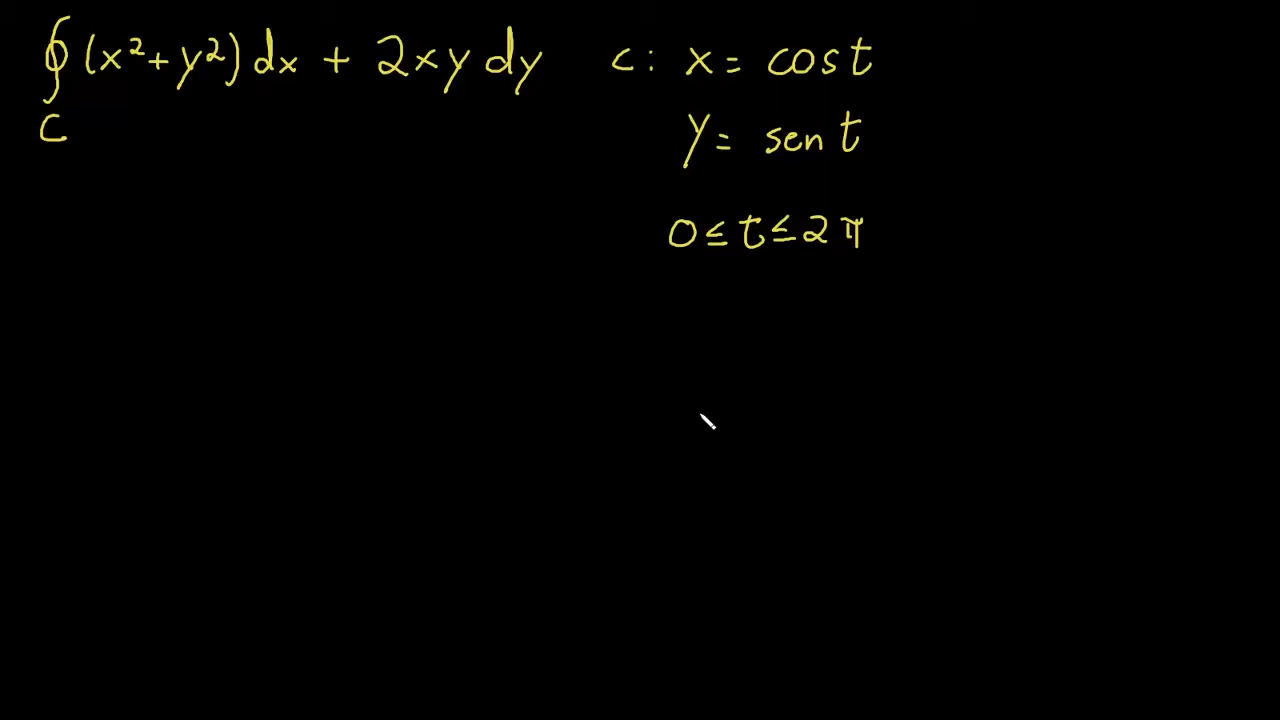 ∮ (x²+y²) dx + 2xy dy   c: x = cos t
C
y = sen t
0 ≤ t ≤ 2π